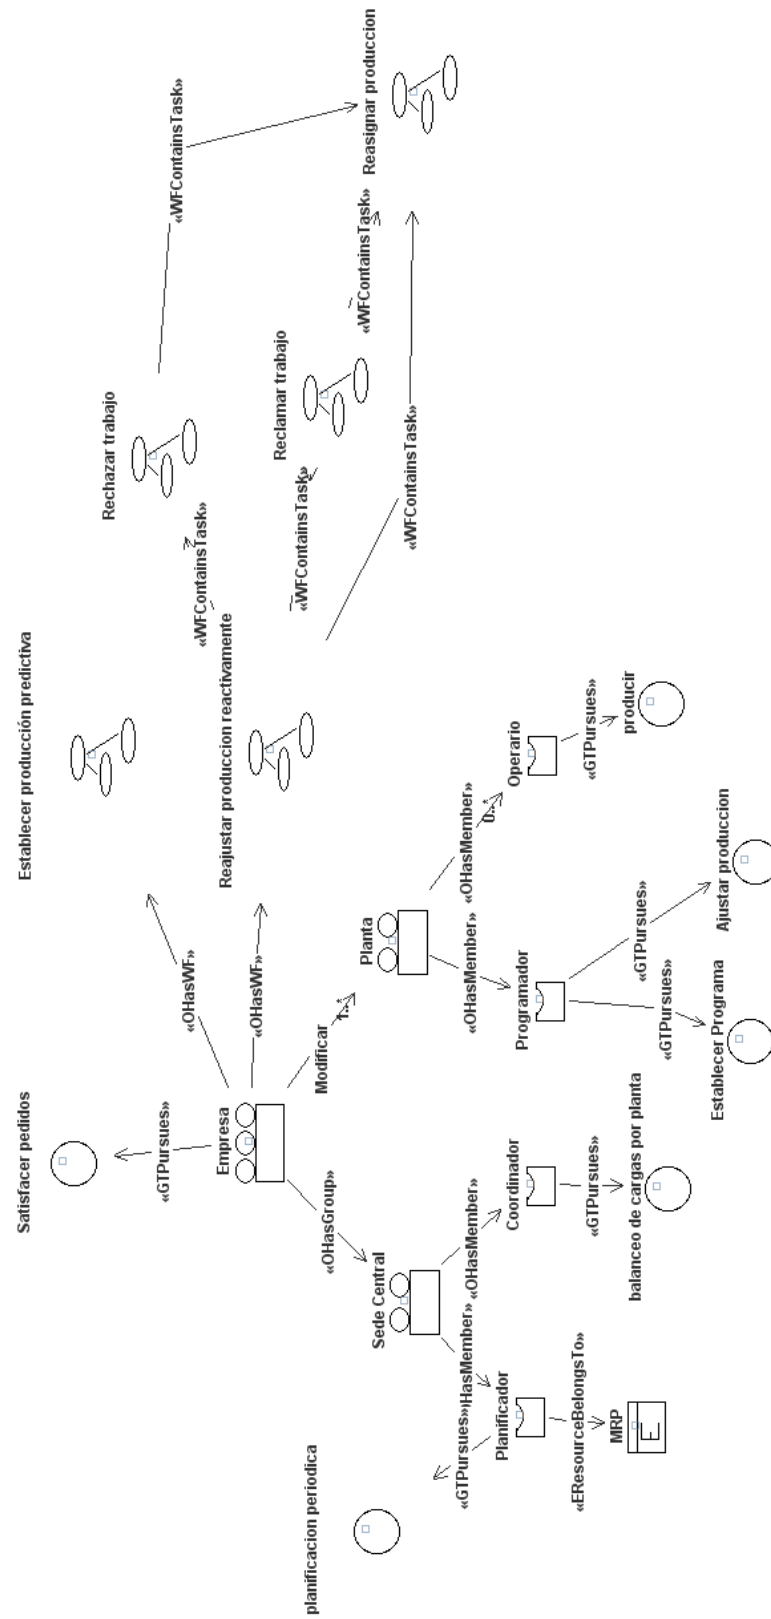 Satisfacer pedidos
Establecer producción predictiva
Rechazar trabajo
«GTPursues»
«WFContainsTask»
«OHasWF»
«WFContainsTask»
Empresa
Reajustar produccion reactivamente
«OHasWF»
Reclamar trabajo
«WFContainsTask»
planificacion periodica
«OHasGroup»
Modificar
1..*
«WFContainsTask»
Planta
Reasignar produccion
Sede Central
«WFContainsTask»
«GTPursues»
HasMember»
«OHasMember»
«OHasMember»
«OHasMember»
0..*
Planificador
Coordinador
Programador
Operario
«EResourceBelongsTo»
«GTPursues»
«GTPursues»
MRP
E
balanceo de cargas por planta
producir
«GTPursues»
«GTPursues»
Establecer Programa
Ajustar produccion